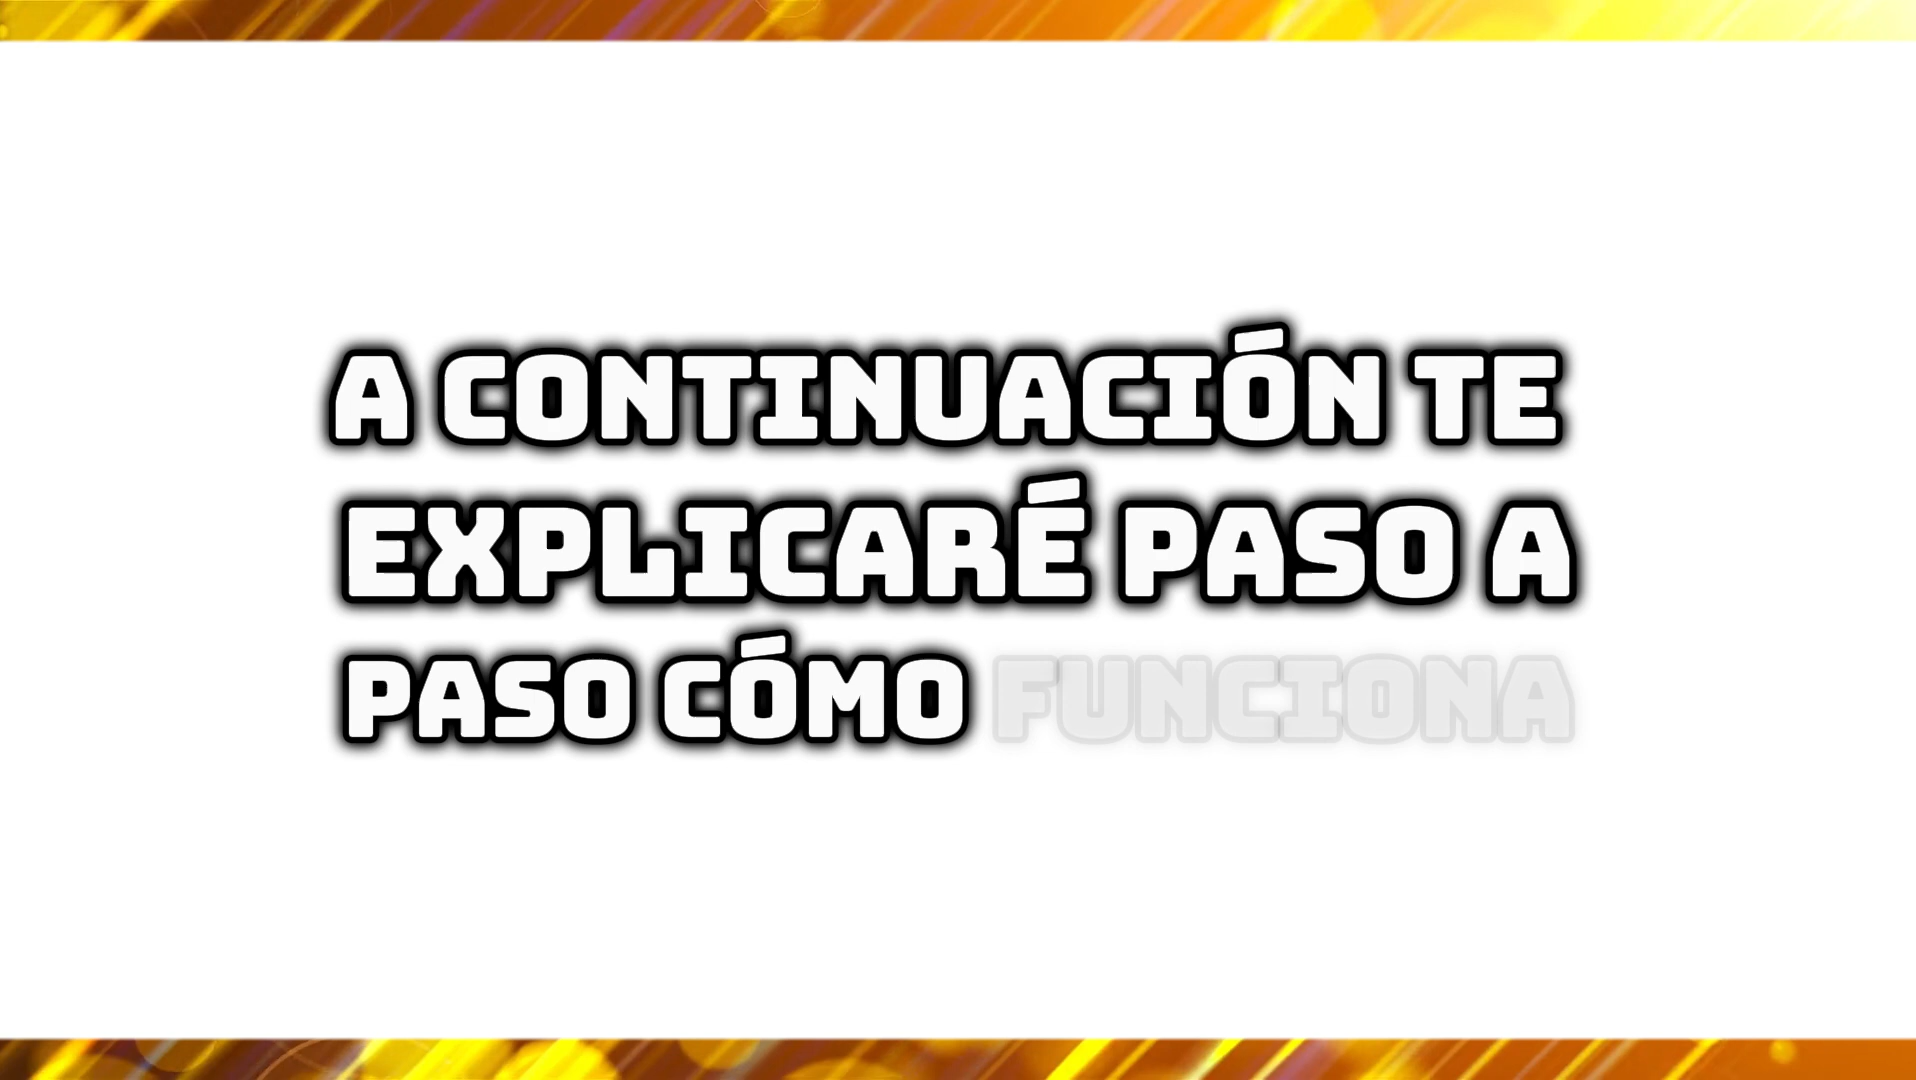 A CONTINUACIÓN TE
EXPLICARÉ PASO A
PASO CÓMO FUNCIONA